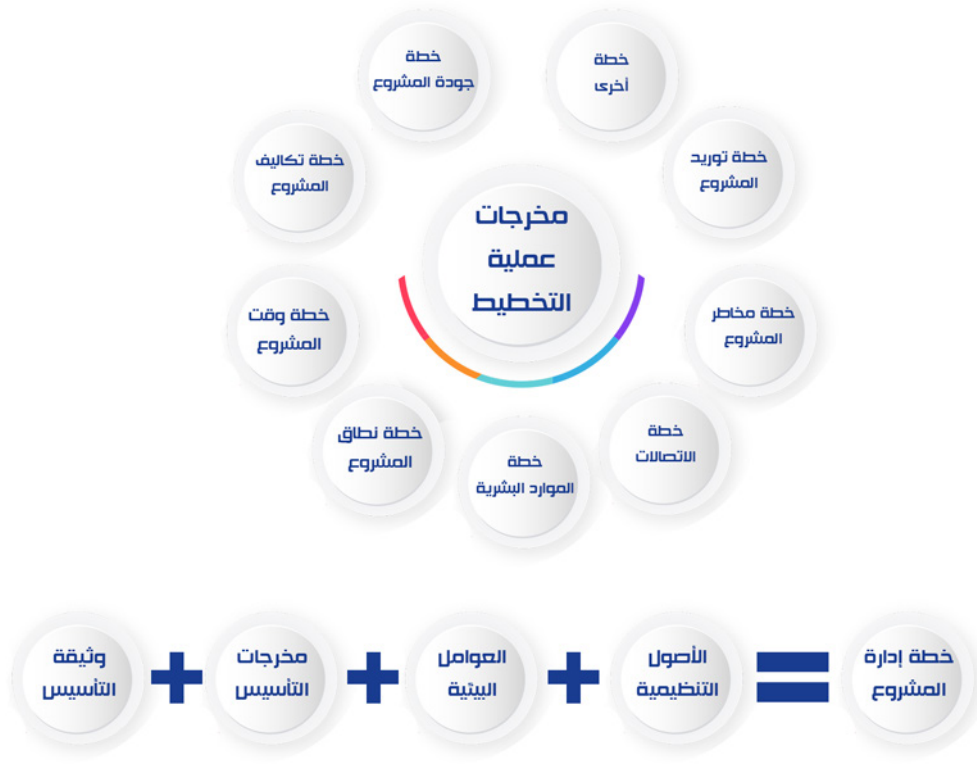 خطة
أخرى
خطة
جودة المشروع
خطة توريد
المشروع
خطة تكاليف
المشروع
مخرجات
عملية
التخطيط
خطة مخاطر
المشروع
خطة وقت
المشروع
خطة
الاتصالات
خطة نطاق
المشروع
خطة
الموارد البشرية
وثيقة
التأسيس
+
مخرجات
التأسيس
+
العوامل
البيئية
+
الأصول
التنظيمية
=
خطة إدارة
المشروع